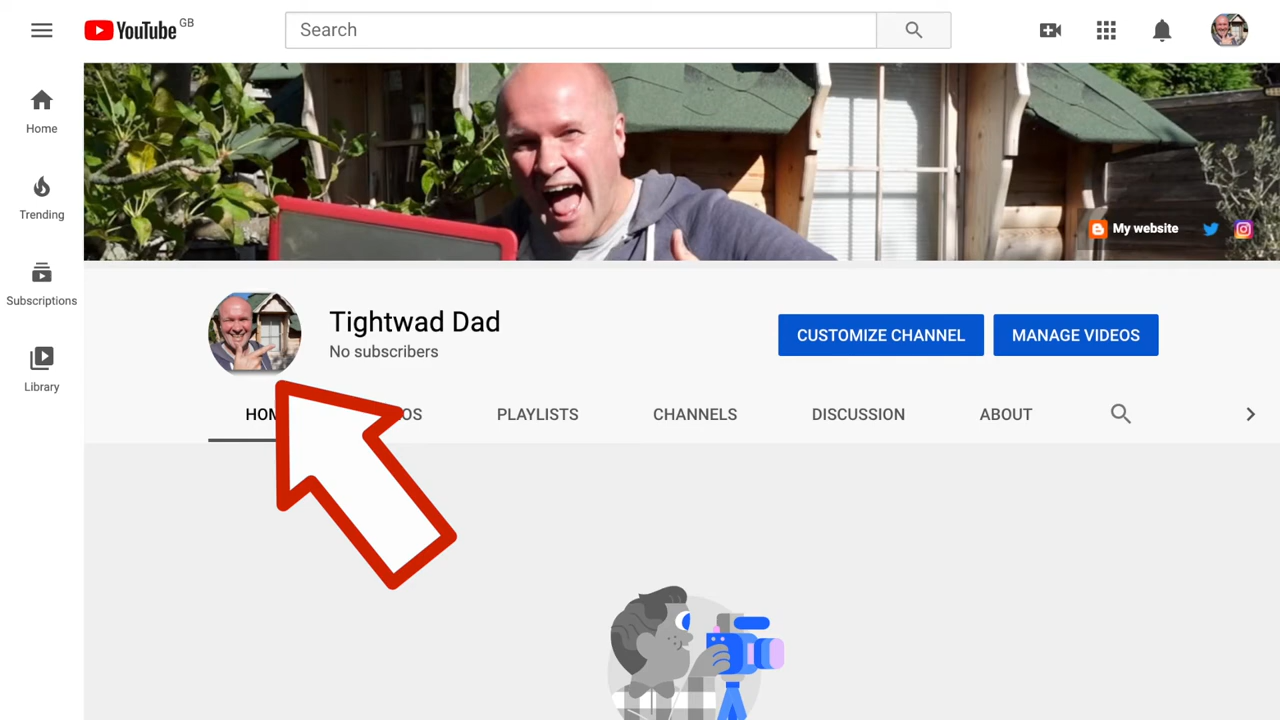 YouTube GB
Search
Home
Trending
Subscriptions
Library
My website
Tightwad Dad
No subscribers
CUSTOMIZE CHANNEL
MANAGE VIDEOS
PLAYLISTS
CHANNELS
DISCUSSION
ABOUT